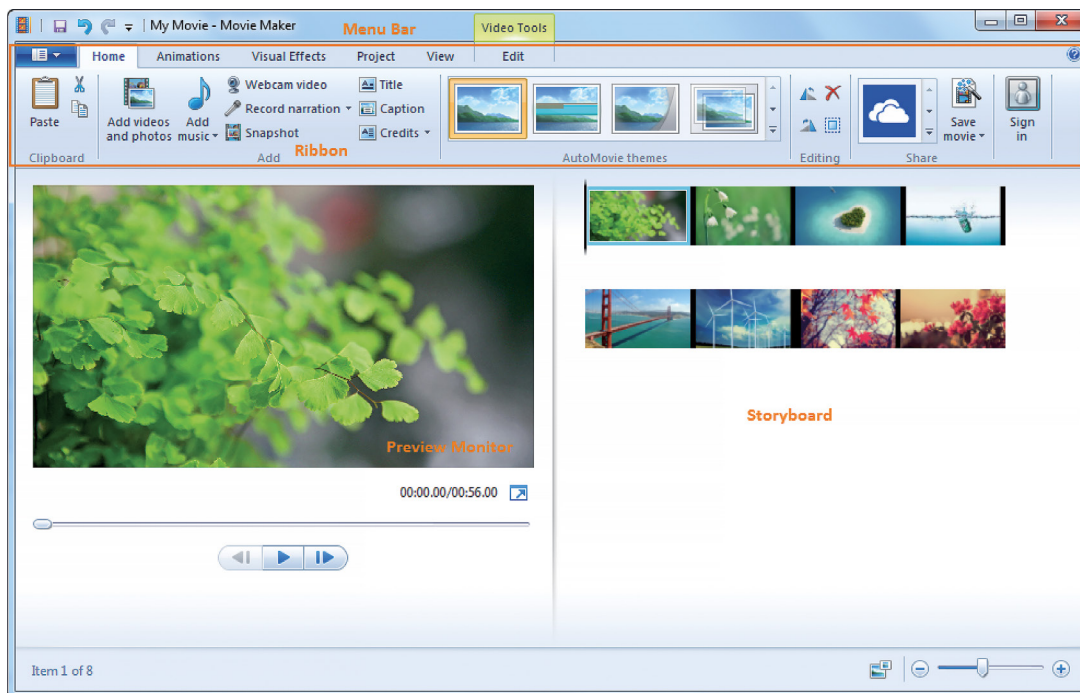 My Movie - Movie Maker
Menu Bar
Video Tools
Home Animations Visual Effects Project View Edit
Paste
Clipboard
Add videos and photos
Add music
Webcam video
Record narration
Snapshot
Title
Caption
Credits
Add
Ribbon
AutoMovie themes
Editing
Save movie
Share
Sign in
Preview Monitor
00:00.00/00:56.00
Storyboard
Item 1 of 8